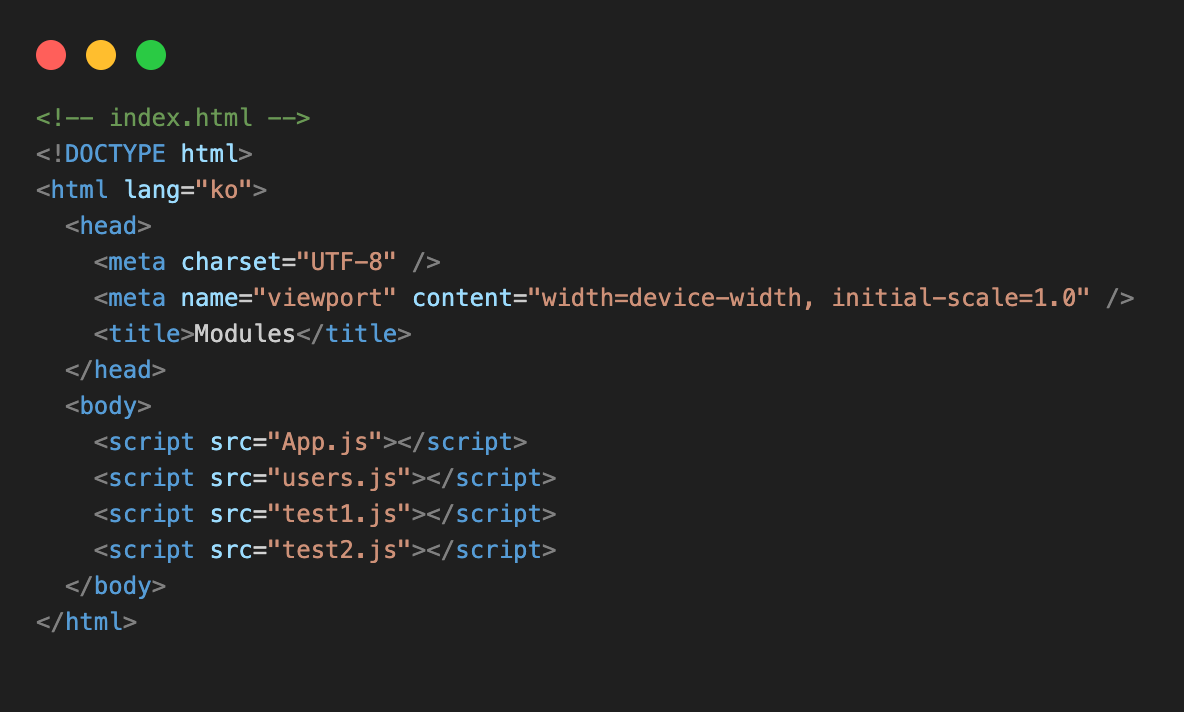 <!-- index.html -->
<!DOCTYPE html>
<html lang="ko">
  <head>
    <meta charset="UTF-8" />
    <meta name="viewport" content="width=device-width, initial-scale=1.0" />
    <title>Modules</title>
  </head>
  <body>
    <script src="App.js"></script>
    <script src="users.js"></script>
    <script src="test1.js"></script>
    <script src="test2.js"></script>
  </body>
</html>